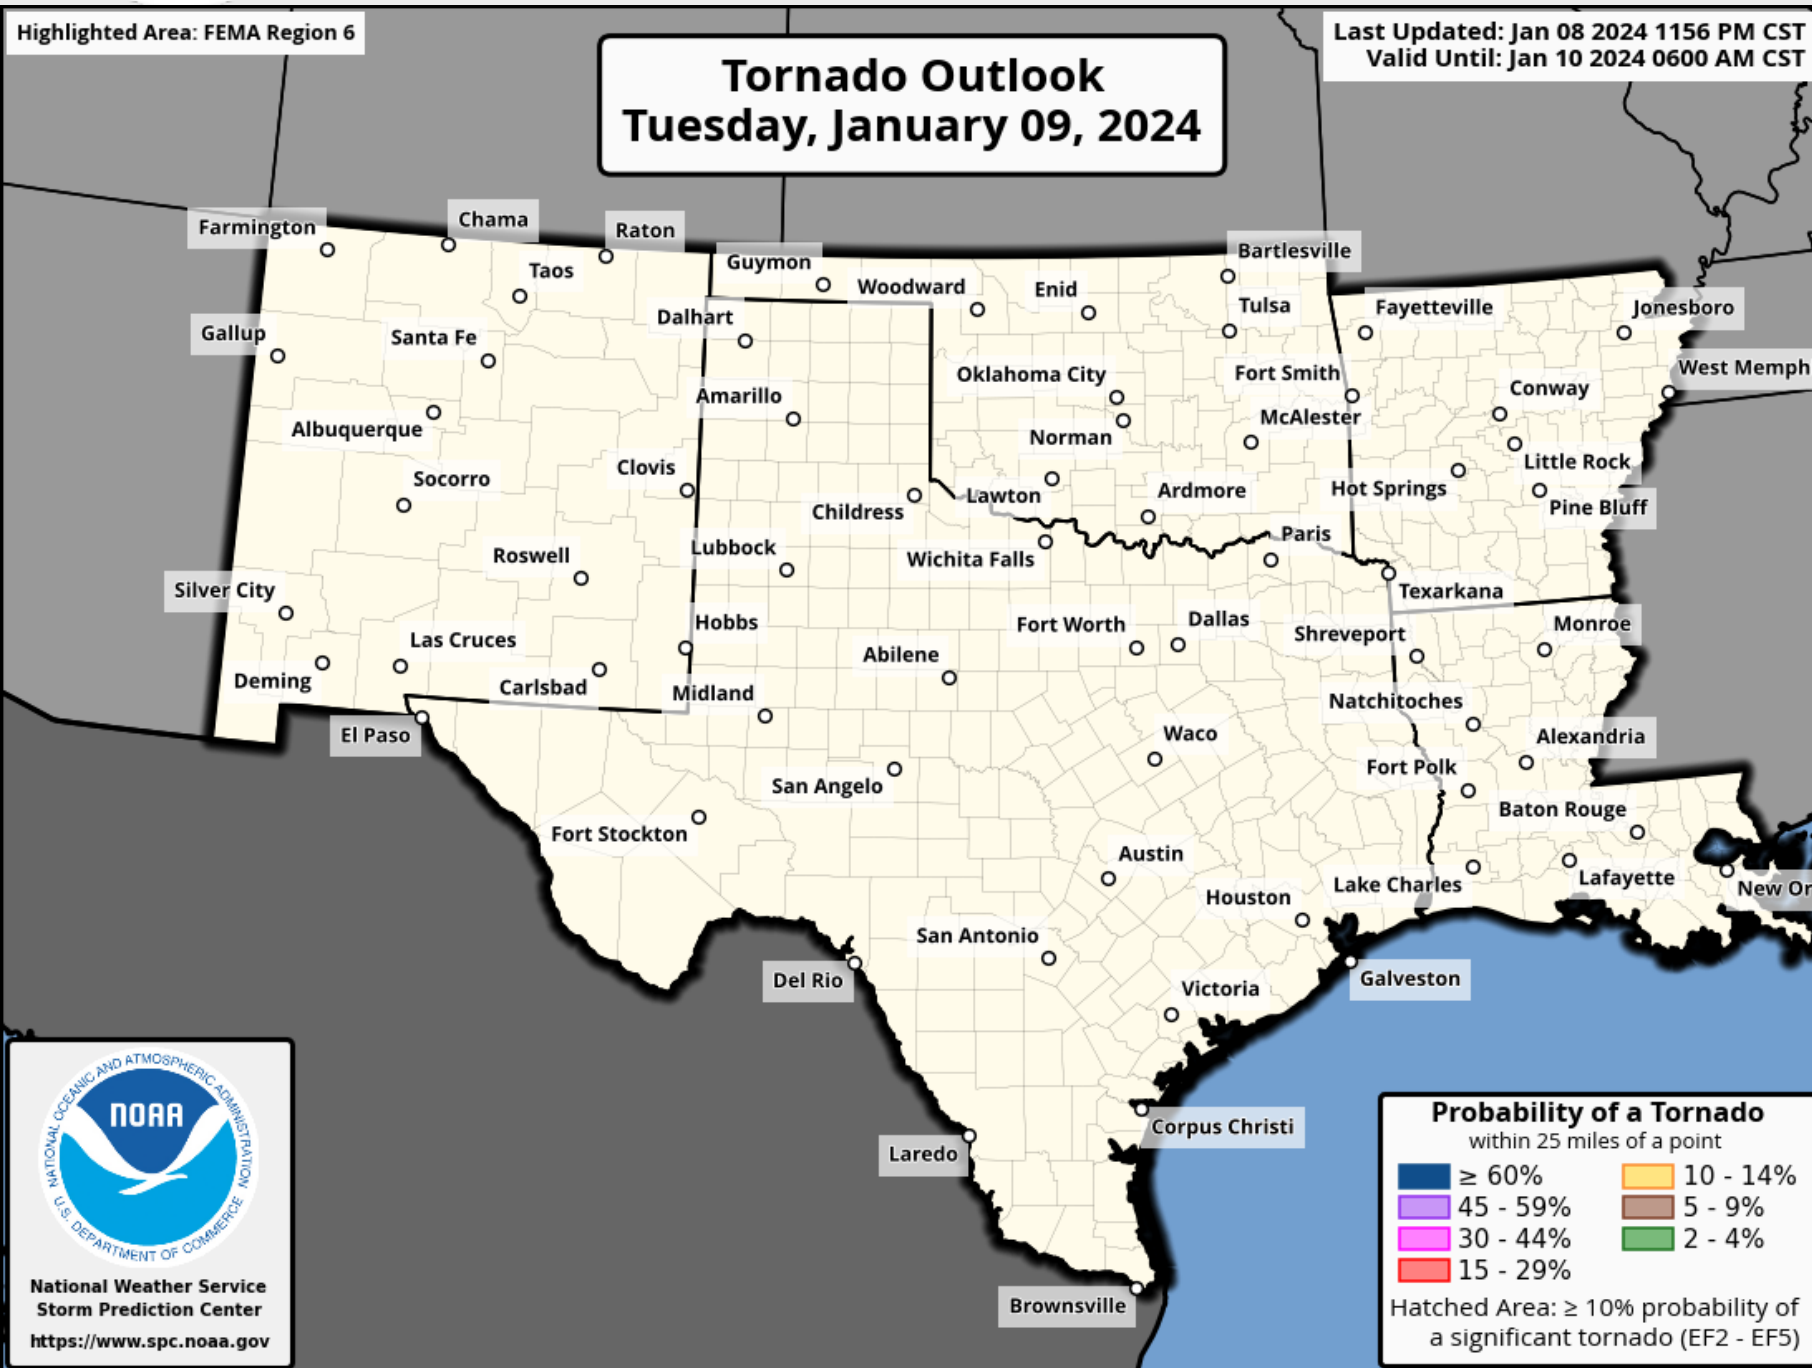 Highlighted Area: FEMA Region 6
Last Updated: Jan 08 2024 1156 PM CST
Valid Until: Jan 10 2024 0600 AM CST
Tornado Outlook
Tuesday, January 09, 2024
Farmington
Chama
Raton
Taos
Guymon
Woodward
Enid
Bartlesville
Tulsa
Fayetteville
Jonesboro
Gallup
Santa Fe
Dalhart
Oklahoma City
Fort Smith
West Memph
Conway
Amarillo
Albuquerque
Norman
McAlester
Little Rock
Socorro
Clovis
Childress
Lawton
Ardmore
Hot Springs
Pine Bluff
Roswell
Lubbock
Wichita Falls
Paris
Silver City
Texarkana
Las Cruces
Hobbs
Fort Worth
Dallas
Shreveport
Monroe
Deming
Carlsbad
Midland
Abilene
Natchitoches
El Paso
Waco
Alexandria
San Angelo
Fort Polk
Fort Stockton
Baton Rouge
Austin
Houston
Lake Charles
Lafayette
New Or
San Antonio
Del Rio
Victoria
Galveston
Corpus Christi
Laredo
Brownsville
NATIONAL OCEANIC AND ATMOSPHERIC ADMINISTRATION
NOAA
U.S. DEPARTMENT OF COMMERCE
National Weather Service
Storm Prediction Center
https://www.spc.noaa.gov
Probability of a Tornado
within 25 miles of a point
≥ 60% 10 - 14%
45 - 59% 5 - 9%
30 - 44% 2 - 4%
15 - 29%
Hatched Area: ≥ 10% probability of
a significant tornado (EF2 - EF5)